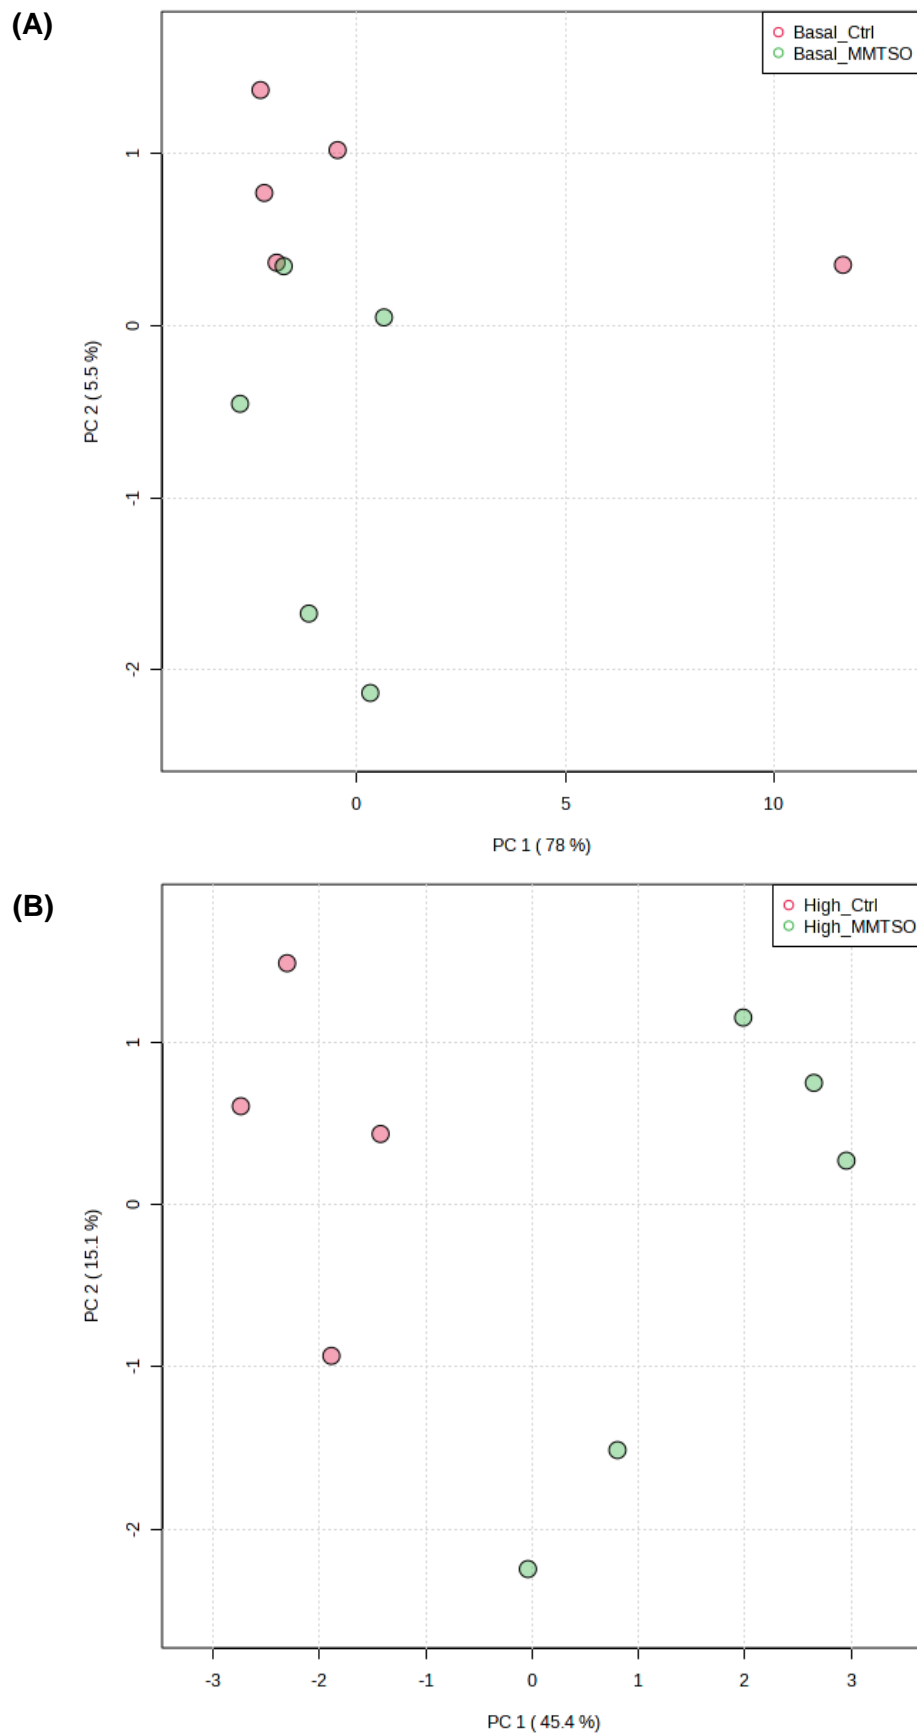 (A)
Basal_Ctrl
Basal_MMTSO
1
0
-1
-2
PC 2 ( 5.5 %)
0 5 10
PC 1 ( 78 %)
(B)
High_Ctrl
High_MMTSO
1
0
-1
-2
PC 2 ( 15.1 %)
-3 -2 -1 0 1 2 3
PC 1 ( 45.4 %)